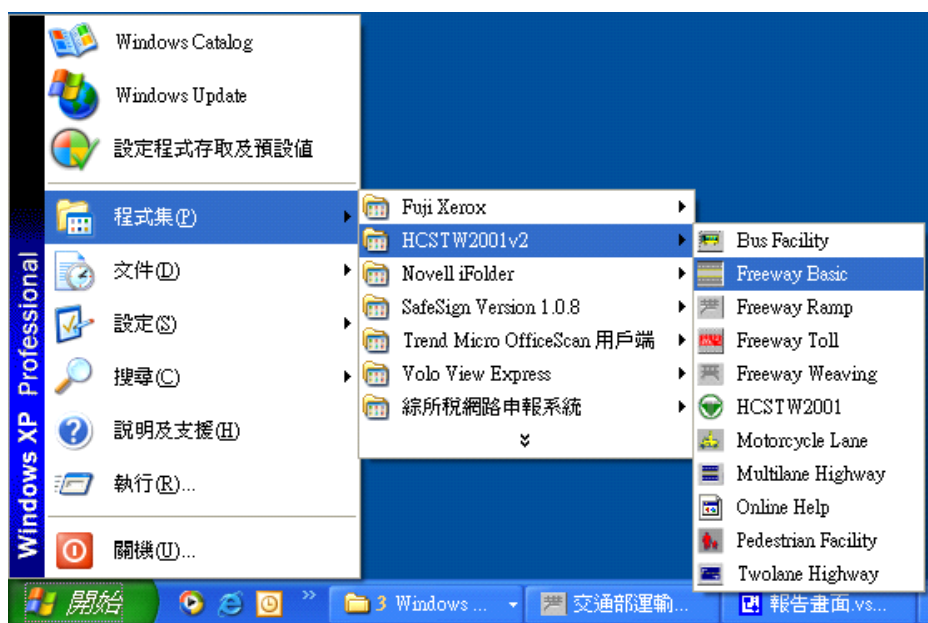 Windows Catalog
Windows Update
設定程式存取及預設值
程式集(P)
文件(D)
設定(S)
搜尋(C)
說明及支援(H)
執行(R)...
關機(U)...
Windows XP Professional
Fuji Xerox
HCSTW2001v2
Novell iFolder
SafeSign Version 1.0.8
Trend Micro OfficeScan 用戶端
Volo View Express
綜所稅網路申報系統
Bus Facility
Freeway Basic
Freeway Ramp
Freeway Toll
Freeway Weaving
HCSTW2001
Motorcycle Lane
Multilane Highway
Online Help
Pedestrian Facility
Twolane Highway
開始
3 Windows ...
交通部運輸...
報告畫面.vs...